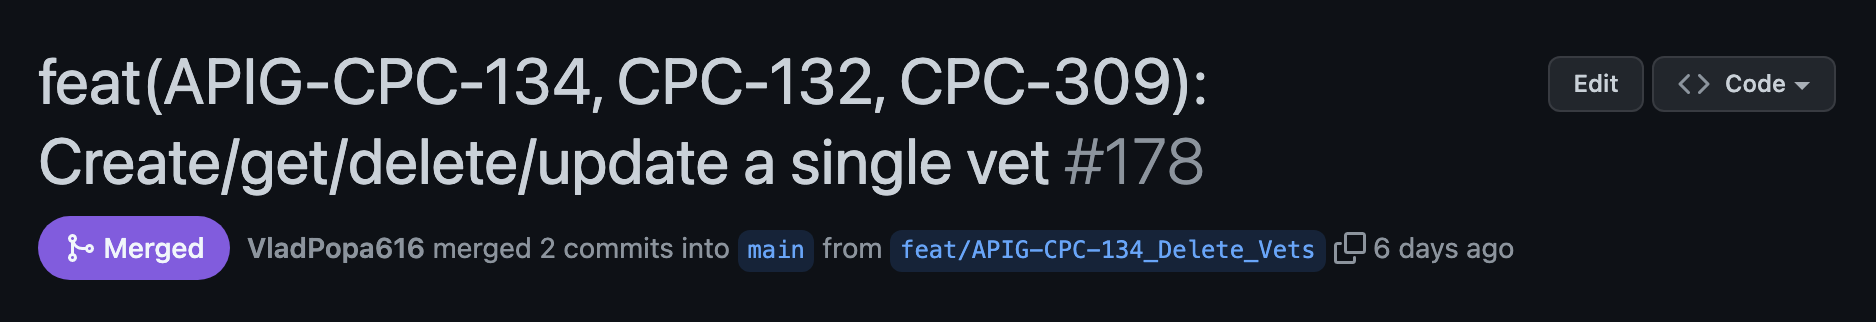 feat(APIG-CPC-134, CPC-132, CPC-309):
Create/get/delete/update a single vet #178
Edit
<> Code
Merged
VladPopa616 merged 2 commits into main from feat/APIG-CPC-134_Delete_Vets 6 days ago